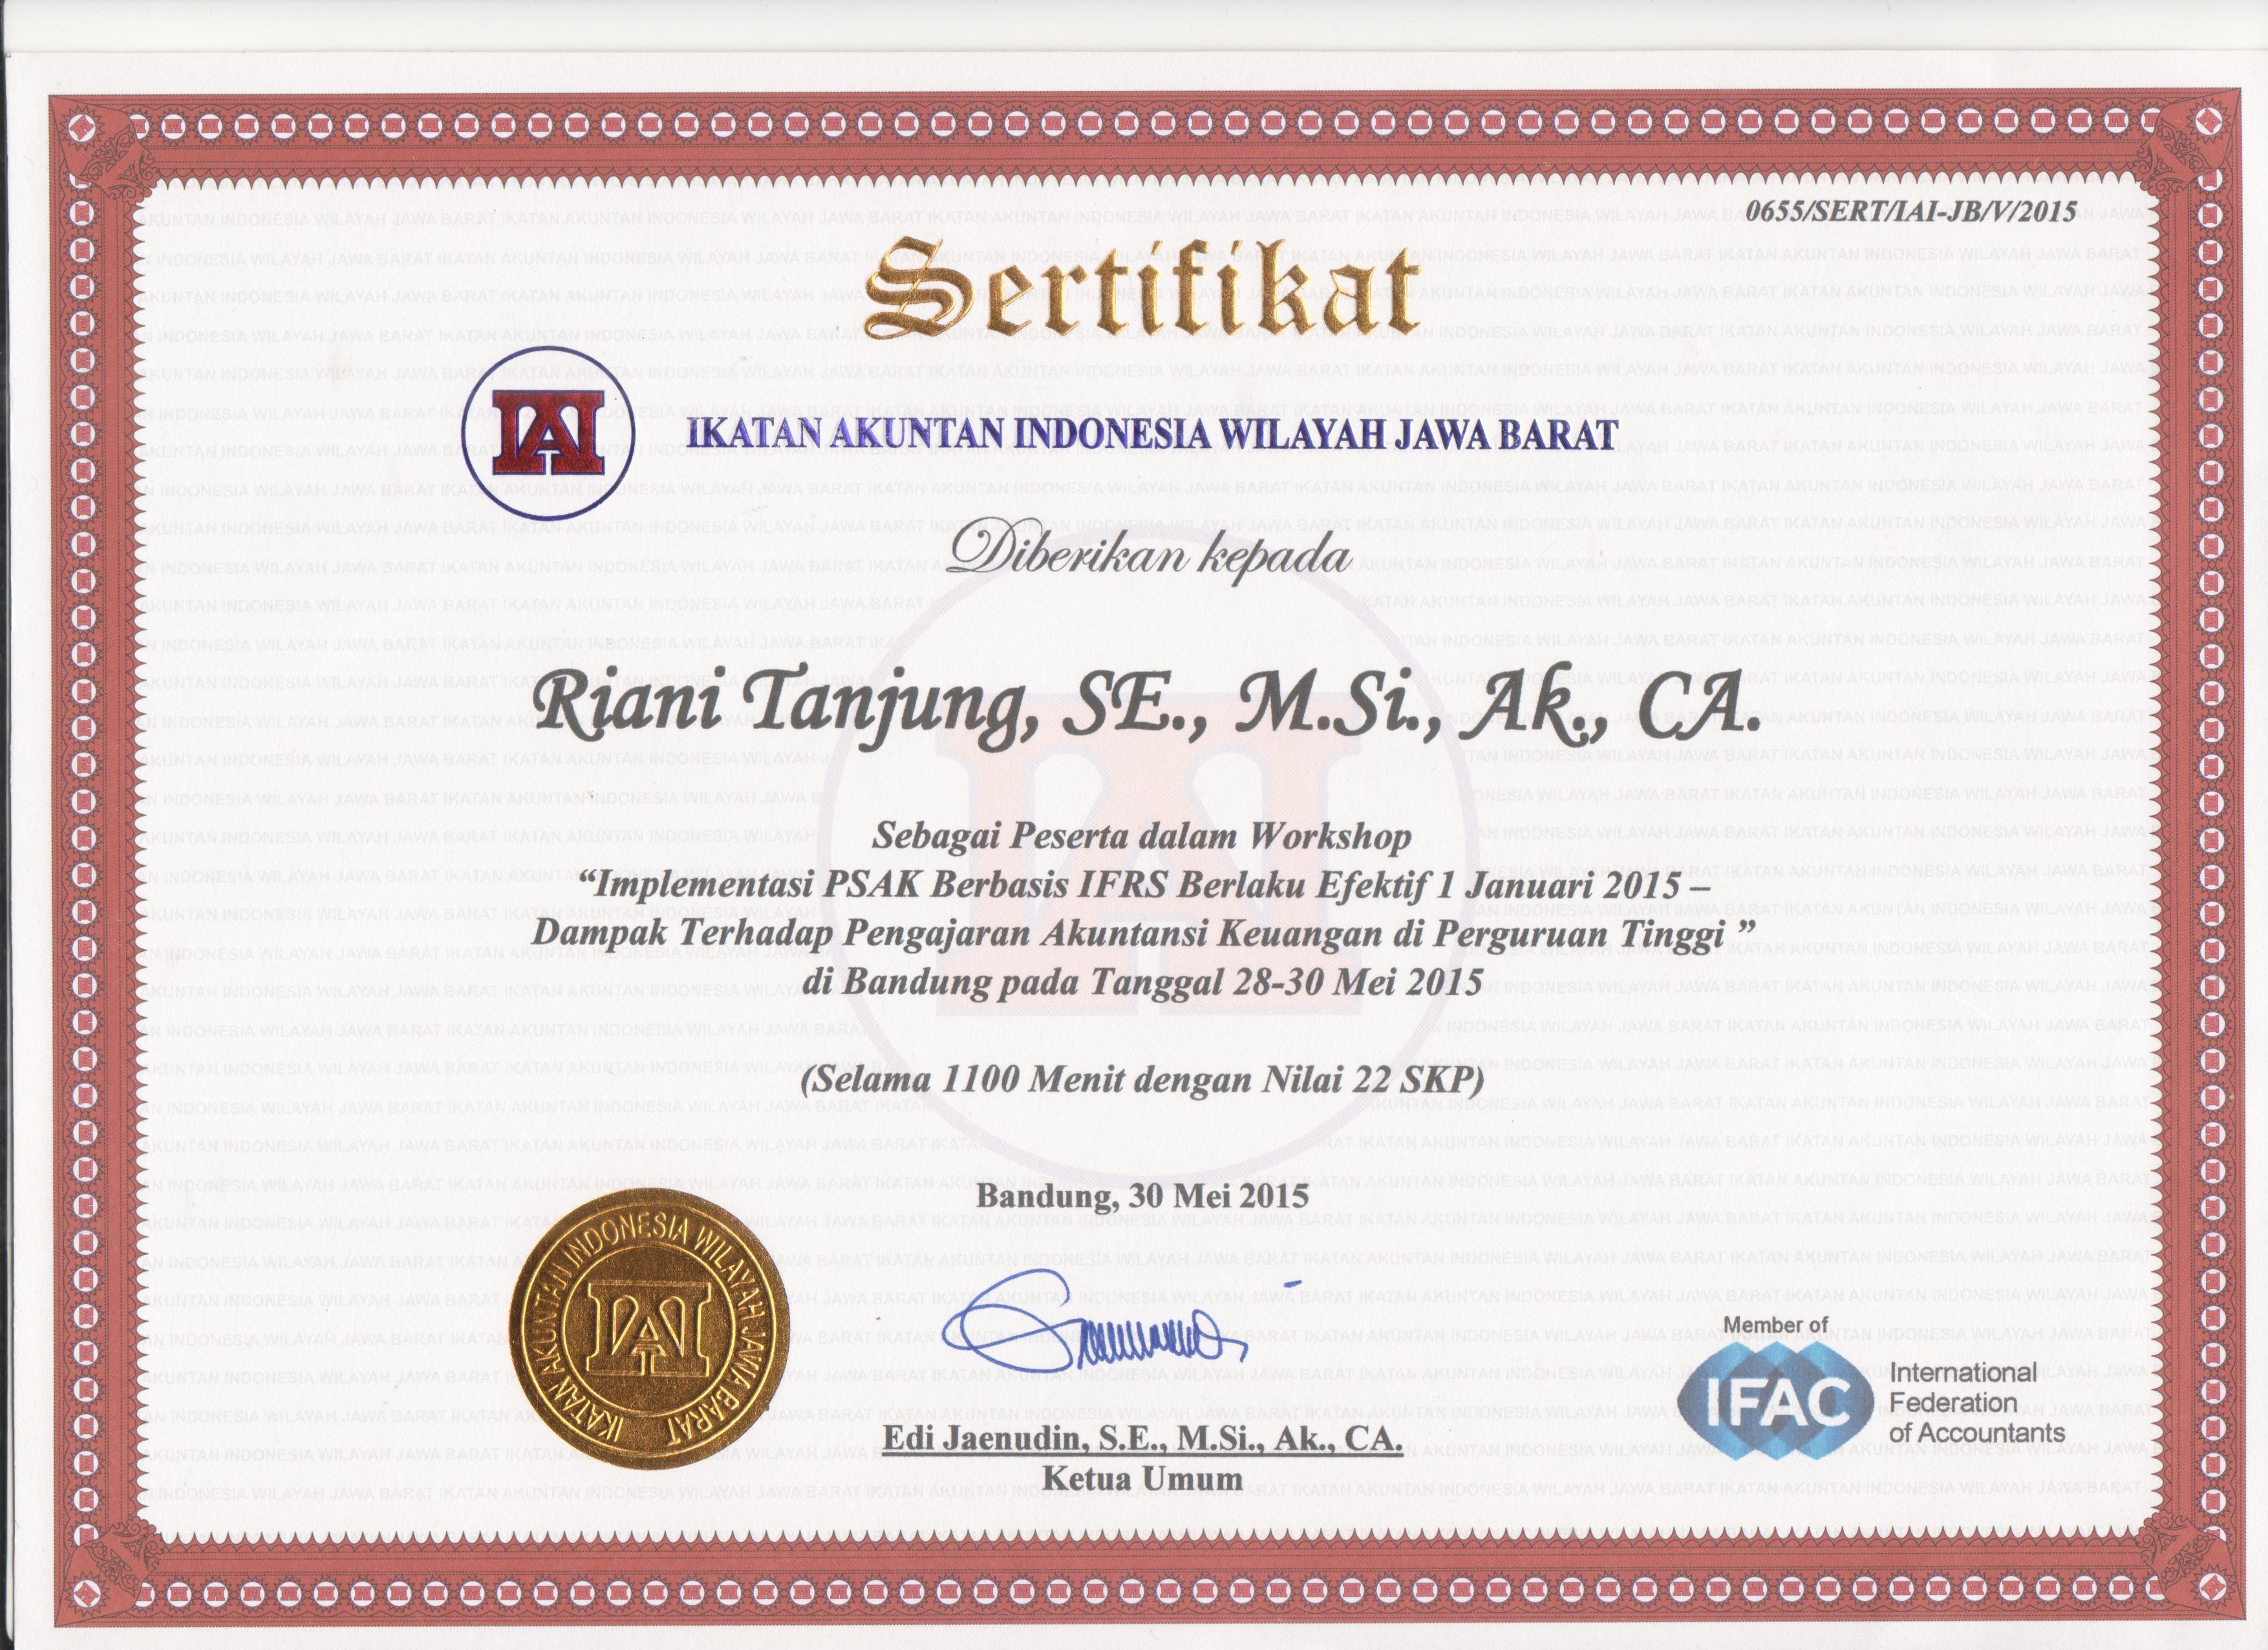 0655/SERT/IAI-JB/V/2015
Sertifikat
IAI
IKATAN AKUNTAN INDONESIA WILAYAH JAWA BARAT
Diberikan kepada
Riani Tanjung, SE., M.Si., Ak., CA.
Sebagai Peserta dalam Workshop
“Implementasi PSAK Berbasis IFRS Berlaku Efektif 1 Januari 2015 –
Dampak Terhadap Pengajaran Akuntansi Keuangan di Perguruan Tinggi ”
di Bandung pada Tanggal 28-30 Mei 2015
(Selama 1100 Menit dengan Nilai 22 SKP)
Bandung, 30 Mei 2015
IKATAN AKUNTAN INDONESIA WILAYAH JAWA BARAT
IAI
Edi Jaenudin, S.E., M.Si., Ak., CA.
Ketua Umum
Member of
IFAC
International
Federation
of Accountants